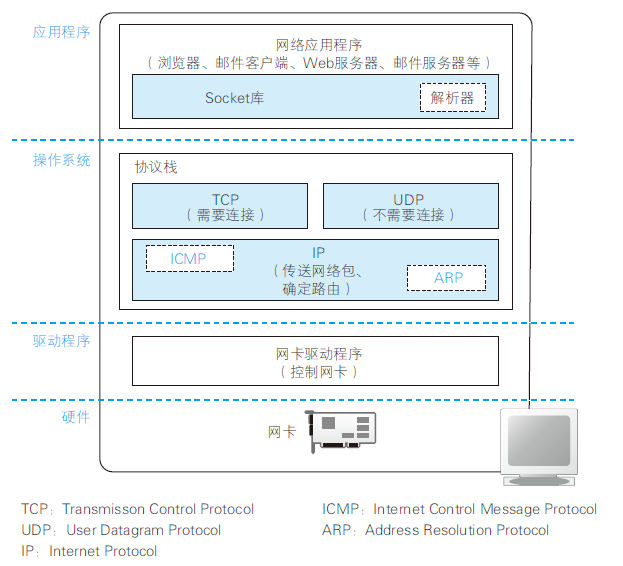 应用程序
网络应用程序
（浏览器、邮件客户端、Web服务器、邮件服务器等）
Socket库
解析器
操作系统
协议栈
TCP
（需要连接）
UDP
（不需要连接）
ICMP
IP
（传送网络包、
确定路由）
ARP
驱动程序
网卡驱动程序
（控制网卡）
硬件
网卡
TCP：Transmisson Control Protocol
UDP：User Datagram Protocol
IP：Internet Protocol
ICMP：Internet Control Message Protocol
ARP：Address Resolution Protocol